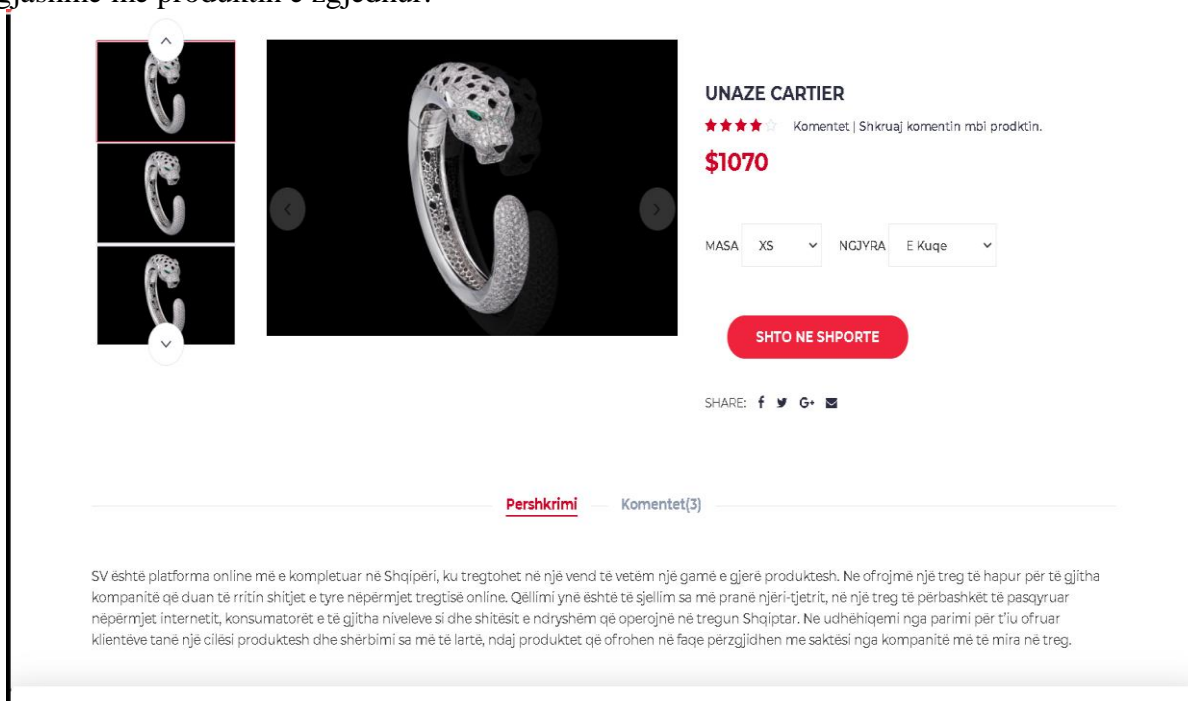 gjashme me produktin e zgjedhur.
UNAZE CARTIER
Komentet | Shkruaj komentin mbi prodktin.
$1070
MASA XS NGJYRA E Kuqe
SHTO NE SHPORTE
SHARE:
Pershkrimi Komentet(3)
SV është platforma online më e kompletuar në Shqipëri, ku tregtohet në një vend të vetëm një gamë e gjerë produktesh. Ne ofrojmë një treg të hapur për të gjitha
kompanitë që duan të rritin shitjet e tyre nëpërmjet tregtisë online. Qëllimi ynë është të sjellim sa më pranë njëri-tjetrit, në një treg të përbashkët të pasqyruar
nëpërmjet internetit, konsumatorët e të gjitha niveleve si dhe shitësit e ndryshëm që operojnë në tregun Shqiptar. Ne udhëhiqemi nga parimi për t'iu ofruar
klientëve tanë një cilësi produktesh dhe shërbimi sa më të lartë, ndaj produktet që ofrohen në faqe përzgjidhen me saktësi nga kompanitë më të mira në treg.